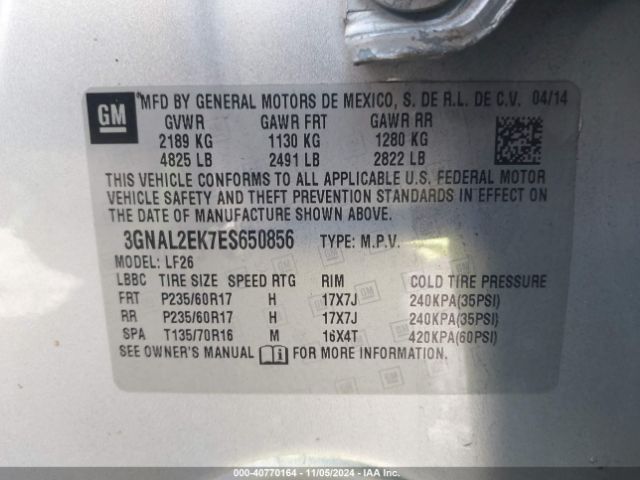 GM
MFD BY GENERAL MOTORS DE MEXICO, S. DE R.L. DE C.V. 04/14
GVWR GAWR FRT GAWR RR
2189 KG 1130 KG 1280 KG
4825 LB 2491 LB 2822 LB
THIS VEHICLE CONFORMS TO ALL APPLICABLE U.S. FEDERAL MOTOR
VEHICLE SAFETY AND THEFT PREVENTION STANDARDS IN EFFECT ON
THE DATE OF MANUFACTURE SHOWN ABOVE.
3GNAL2EK7ES650856 TYPE: M.P.V.
MODEL: LF26
LBBC TIRE SIZE SPEED RTG RIM COLD TIRE PRESSURE
FRT P235/60R17 H 17X7J 240KPA(35PSI)
RR P235/60R17 H 17X7J 240KPA(35PSI)
SPA T135/70R16 M 16X4T 420KPA(60PSI)
SEE OWNER'S MANUAL FOR MORE INFORMATION.
000-40770164 - 11/05/2024 - IAAI.COM